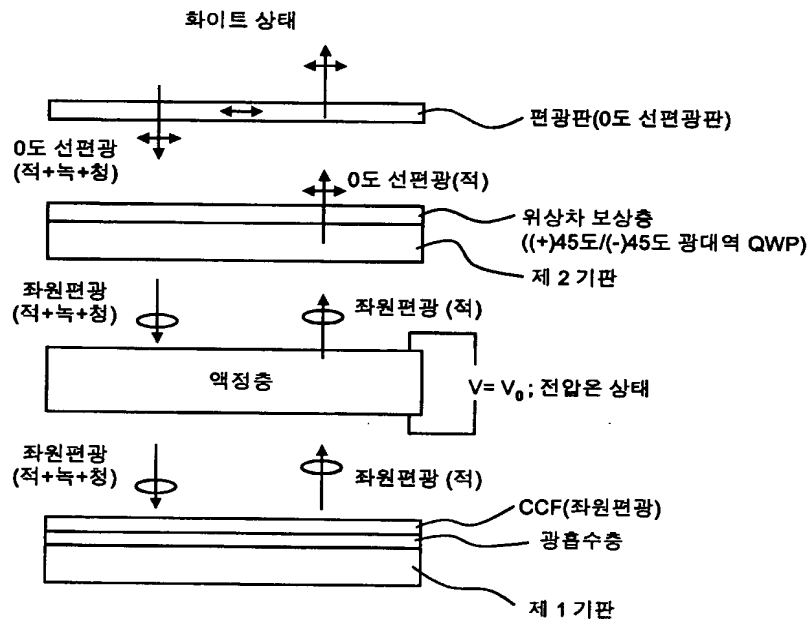 화이트 상태
편광판(0도 선편광판)
0도 선편광
(적+녹+청)
0도 선편광(적)
위상차 보상층
((+)45도/(-)45도 광대역 QWP)
제 2 기판
좌원편광
(적+녹+청)
좌원편광 (적)
액정층
V= V₀ ; 전압온 상태
좌원편광
(적+녹+청)
좌원편광 (적)
CCF(좌원편광)
광흡수층
제 1 기판